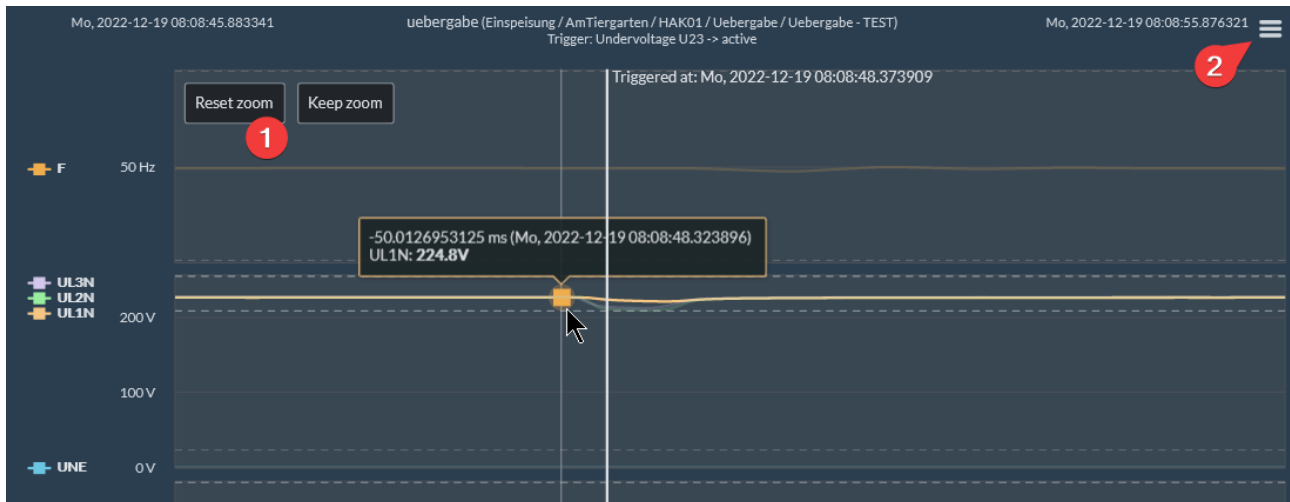 Mo, 2022-12-19 08:08:45.883341
uebergabe (Einspeisung / AmTiergarten / HAK01 / Uebergabe / Uebergabe - TEST)
Mo, 2022-12-19 08:08:55.876321
Trigger: Undervoltage U23 -> active
2
Triggered at: Mo, 2022-12-19 08:08:48.373909
Reset zoom
Keep zoom
1
F
50 Hz
-50.0126953125 ms (Mo, 2022-12-19 08:08:48.323896)
UL1N: 224.8V
UL3N
UL2N
UL1N
200 V
100 V
UNE
0 V